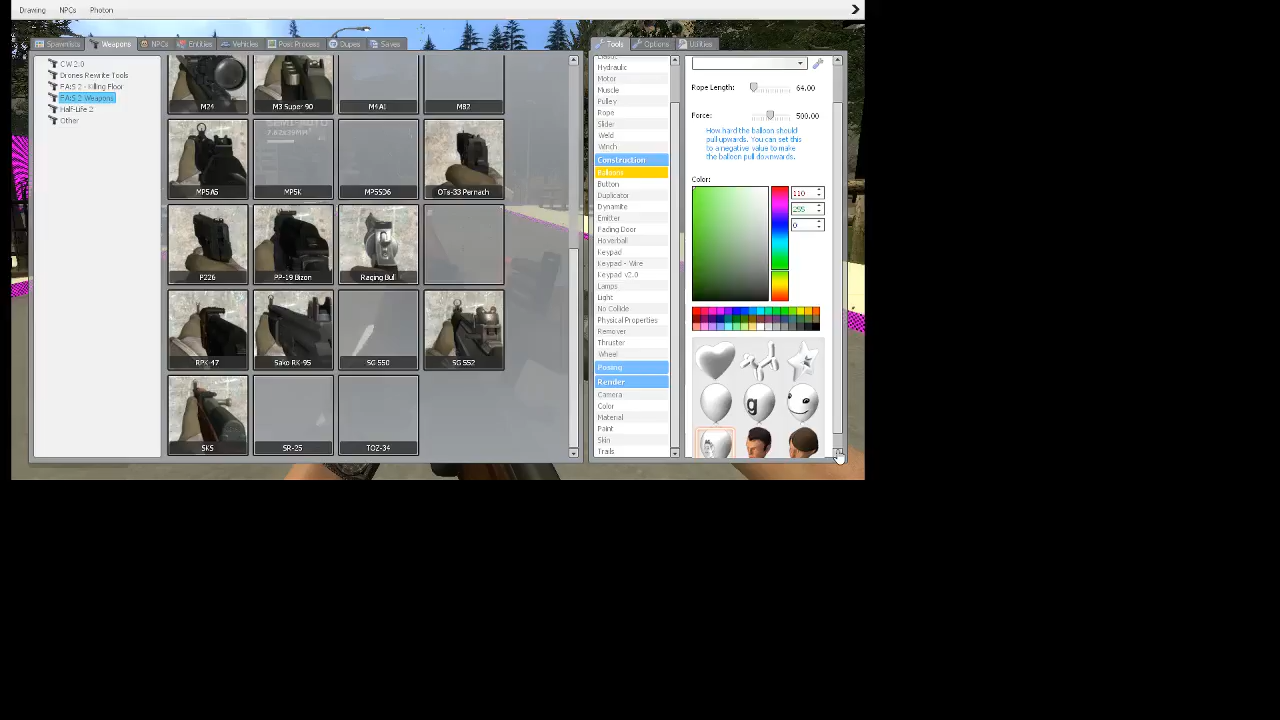 Drawing NPCs Photon
Spawnlists Weapons NPCs Entities Vehicles Post Process Dupes Saves
CW 2.0
Drones Rewrite Tools
FA:S 2 - Killing Floor
FA:S 2 Weapons
Half-Life 2
Other
M24 M3 Super 90 M4A1 M82
MP5A5 MP5K MP5SD6 OTs-33 Pernach
P226 PP-19 Bizon Raging Bull
RPK-47 Sako RK-95 SG 550 SG 552
SKS SR-25 TOZ-34
Tools Options Utilities
Elastic
Hydraulic
Motor
Muscle
Pulley
Rope
Slider
Weld
Winch
Construction
Balloons
Button
Duplicator
Dynamite
Emitter
Fading Door
Hoverball
Keypad
Keypad - Wire
Keypad v2.0
Lamps
Light
No Collide
Physical Properties
Remover
Thruster
Wheel
Posing
Render
Camera
Color
Material
Paint
Skin
Trails
Rope Length: 64.00
Force: 500.00
How hard the balloon should
pull upwards. You can set this
to a negative value to make
the balloon pull downwards.
Color:
110
255
0
g